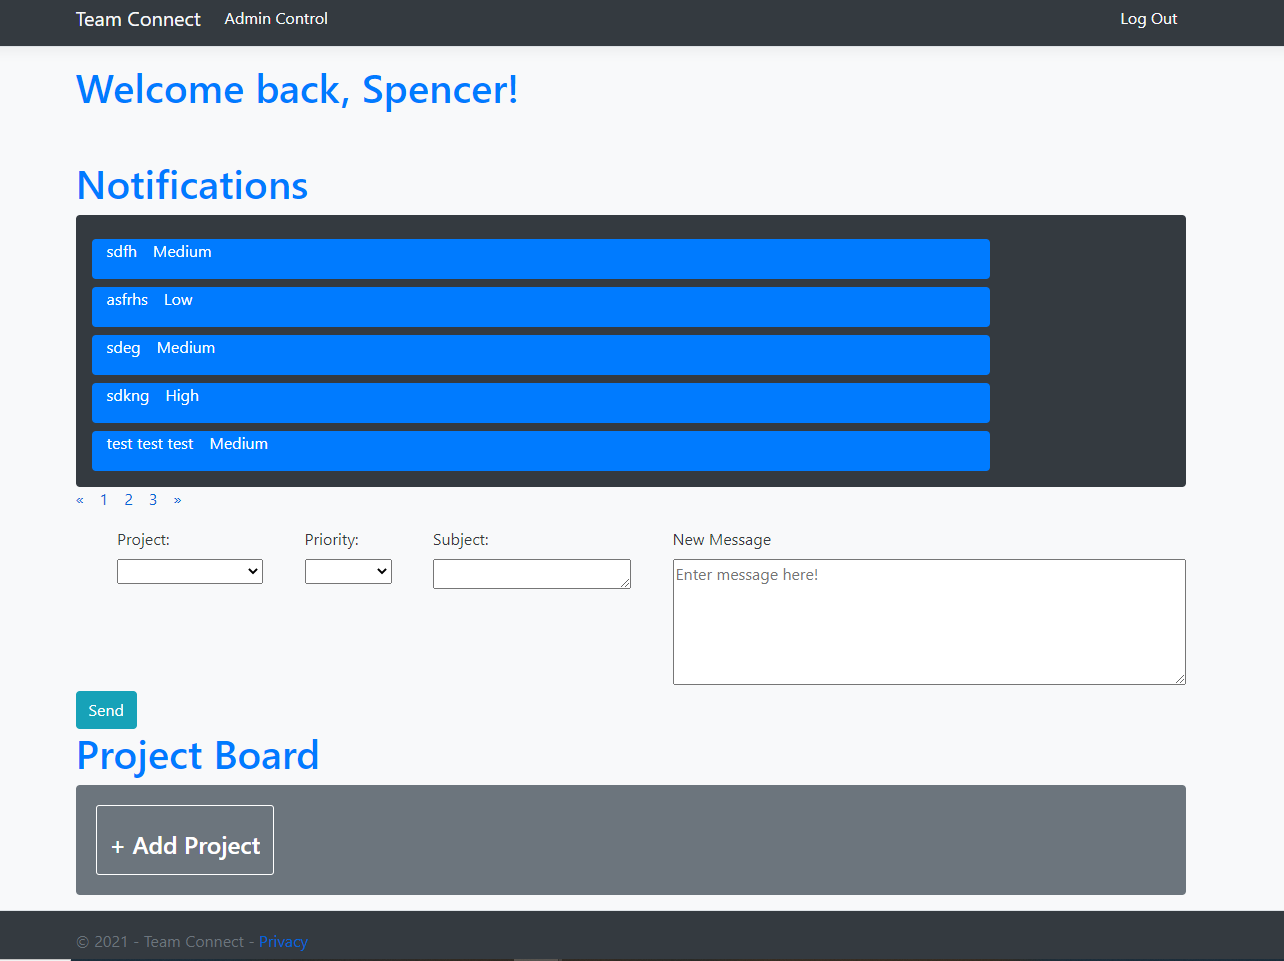 Team Connect Admin Control Log Out
Welcome back, Spencer!
Notifications
sdfh Medium
asfrhs Low
sdeg Medium
sdkng High
test test test Medium
« 1 2 3 »
Project: Priority: Subject: New Message
Enter message here!
Send
Project Board
+ Add Project
© 2021 - Team Connect - Privacy